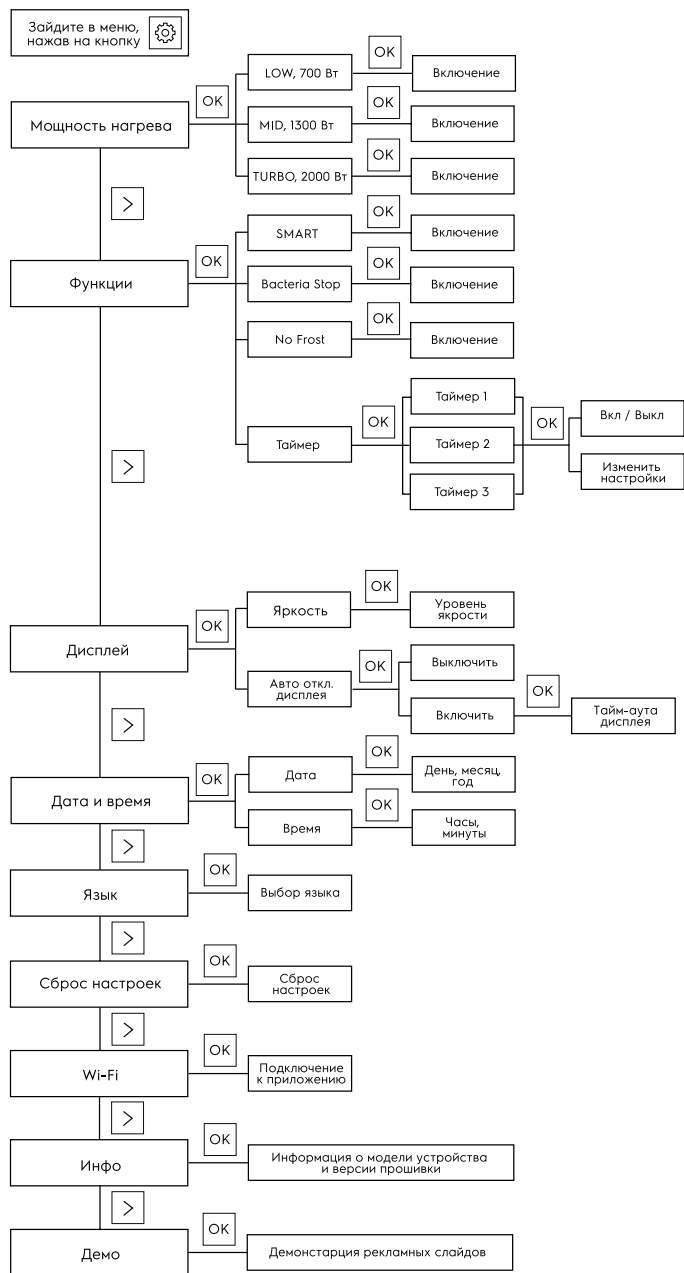 Зайдите в меню,
нажав на кнопку
Мощность нагрева
OK
LOW, 700 Вт
OK
Включение
MID, 1300 Вт
OK
Включение
TURBO, 2000 Вт
OK
Включение
>
Функции
OK
SMART
OK
Включение
Bacteria Stop
OK
Включение
No Frost
OK
Включение
Таймер
OK
Таймер 1
Таймер 2
Таймер 3
OK
Вкл / Выкл
Изменить
настройки
>
Дисплей
OK
Яркость
OK
Уровень
якрости
Авто откл.
дисплея
OK
Выключить
Включить
OK
Тайм-аута
дисплея
>
Дата и время
OK
Дата
OK
День, месяц,
год
Время
OK
Часы,
минуты
>
Язык
OK
Выбор языка
>
Сброс настроек
OK
Сброс
настроек
>
Wi-Fi
OK
Подключение
к приложению
>
Инфо
OK
Информация о модели устройства
и версии прошивки
>
Демо
OK
Демонстарция рекламных слайдов